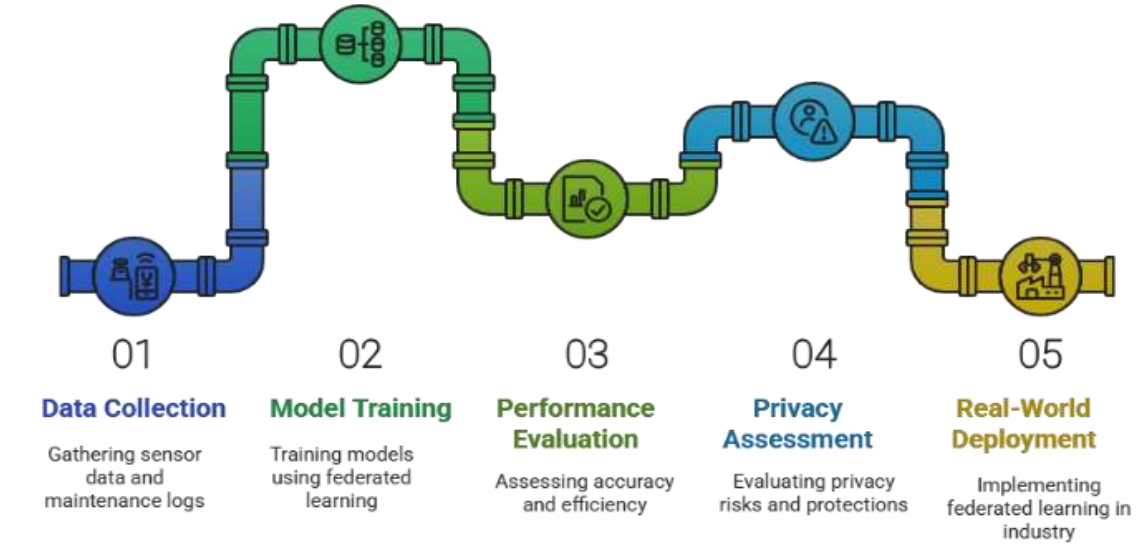 01
Data Collection
Gathering sensor
data and
maintenance logs
02
Model Training
Training models
using federated
learning
03
Performance
Evaluation
Assessing accuracy
and efficiency
04
Privacy
Assessment
Evaluating privacy
risks and protections
05
Real-World
Deployment
Implementing
federated learning in
industry